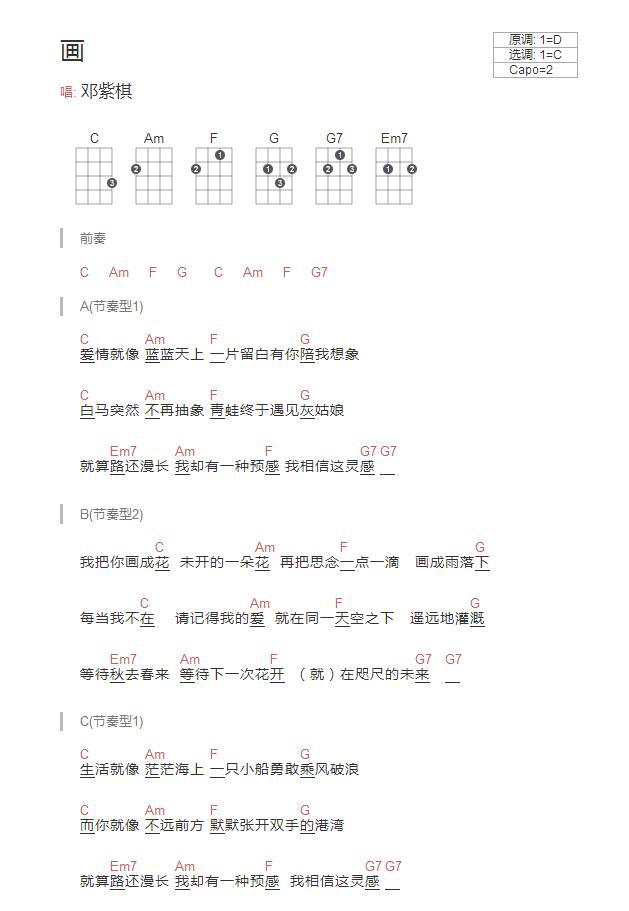 画
原调: 1=D
选调: 1=C
Capo=2
唱: 邓紫棋
C Am F G G7 Em7
3 2 2 1 1 2 3 1 2 3 1 2
前奏
C Am F G C Am F G7
A(节奏型1)
C Am F G
爱情就像 蓝蓝天上 一片留白有你陪我想象
C Am F G
白马突然 不再抽象 青蛙终于遇见灰姑娘
Em7 Am F G7 G7
就算路还漫长 我却有一种预感 我相信这灵感
B(节奏型2)
C Am F G
我把你画成花 未开的一朵花 再把思念一点一滴 画成雨落下
C Am F G
每当我不在 请记得我的爱 就在同一天空之下 遥远地灌溉
Em7 Am F G7 G7
等待秋去春来 等待下一次花开 （就）在咫尺的未来
C(节奏型1)
C Am F G
生活就像 茫茫海上 一只小船勇敢乘风破浪
C Am F G
而你就像 不远前方 默默张开双手的港湾
Em7 Am F G7 G7
就算路还漫长 我却有一种预感 我相信这灵感